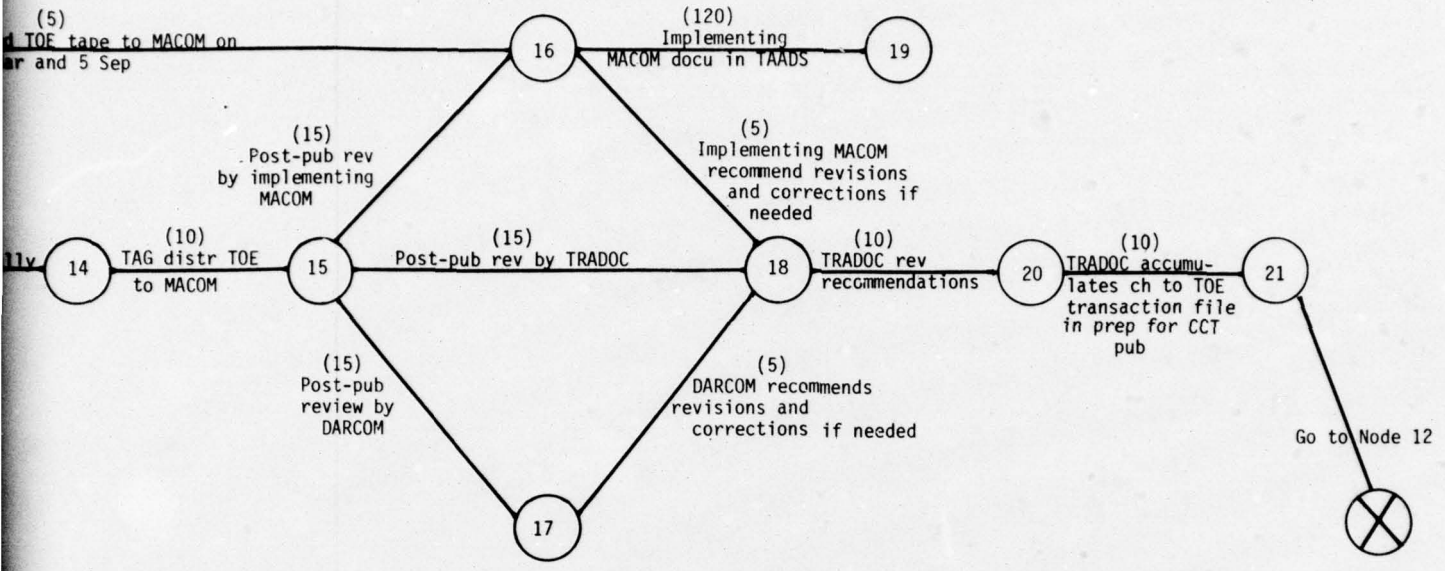 (5)
TOE tape to MACOM on
and 5 Sep
16
(120)
Implementing
MACOM docu in TAADS
19
(15)
Post-pub rev
by implementing
MACOM
(5)
Implementing MACOM
recommend revisions
and corrections if
needed
14
(10)
TAG distr TOE
to MACOM
15
(15)
Post-pub rev by TRADOC
18
(10)
TRADOC rev
recommendations
20
(10)
TRADOC accumu-
lates ch to TOE
transaction file
in prep for CCT
pub
21
(15)
Post-pub
review by
DARCOM
(5)
DARCOM recommends
revisions and
corrections if needed
17
Go to Node 12